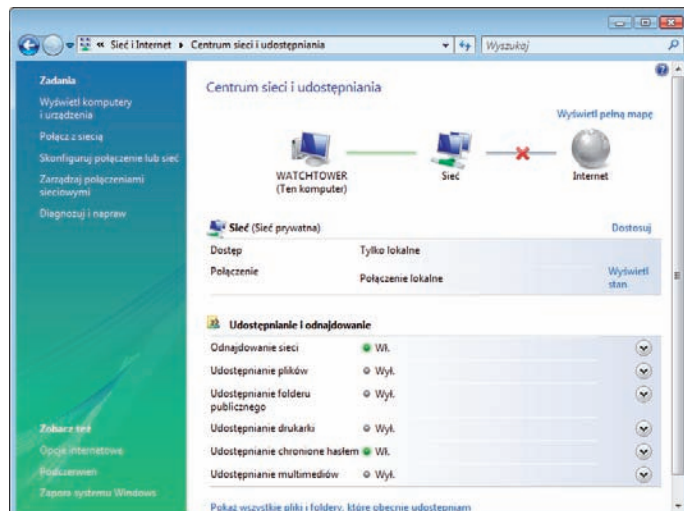 « Sieć i Internet ▸ Centrum sieci i udostępniania
Wyszukaj
Zadania
Wyświetl komputery
i urządzenia
Połącz z siecią
Skonfiguruj połączenie lub sieć
Zarządzaj połączeniami
sieciowymi
Diagnozuj i napraw
Zobacz też
Opcje internetowe
Podczerwień
Zapora systemu Windows
Centrum sieci i udostępniania
Wyświetl pełną mapę
WATCHTOWER
(Ten komputer)
Sieć
Internet
Sieć (Sieć prywatna)
Dostosuj
Dostęp Tylko lokalne
Połączenie Połączenie lokalne
Wyświetl
stan
Udostępnianie i odnajdowanie
Odnajdowanie sieci Wł.
Udostępnianie plików Wył.
Udostępnianie folderu
publicznego Wył.
Udostępnianie drukarki Wył.
Udostępnianie chronione hasłem Wł.
Udostępnianie multimediów Wył.
Pokaż wszystkie pliki i foldery, które obecnie udostępniam